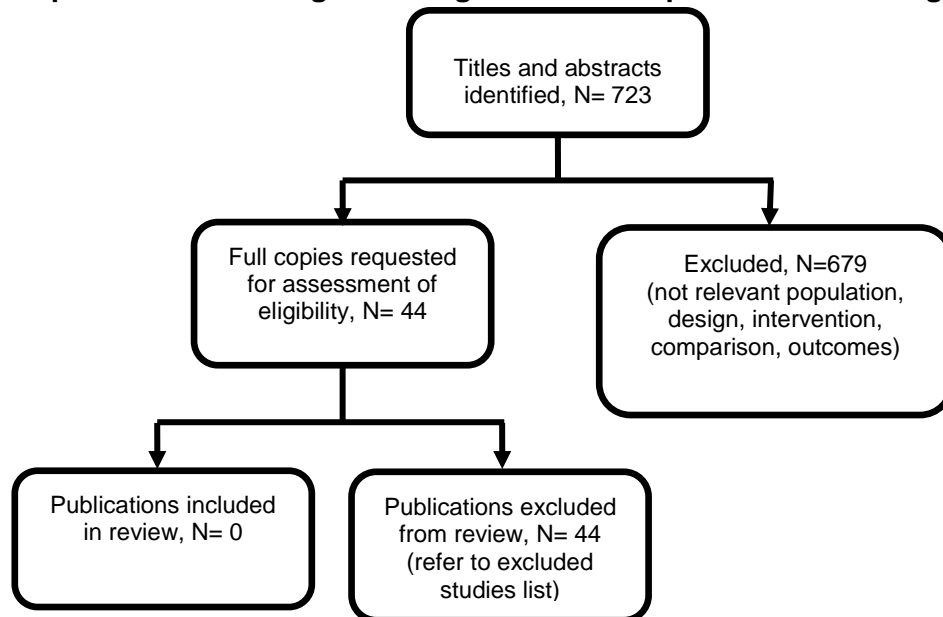 Titles and abstracts
identified, N= 723
Full copies requested
for assessment of
eligibility, N= 44
Excluded, N=679
(not relevant population,
design, intervention,
comparison, outcomes)
Publications included
in review, N= 0
Publications excluded
from review, N= 44
(refer to excluded
studies list)